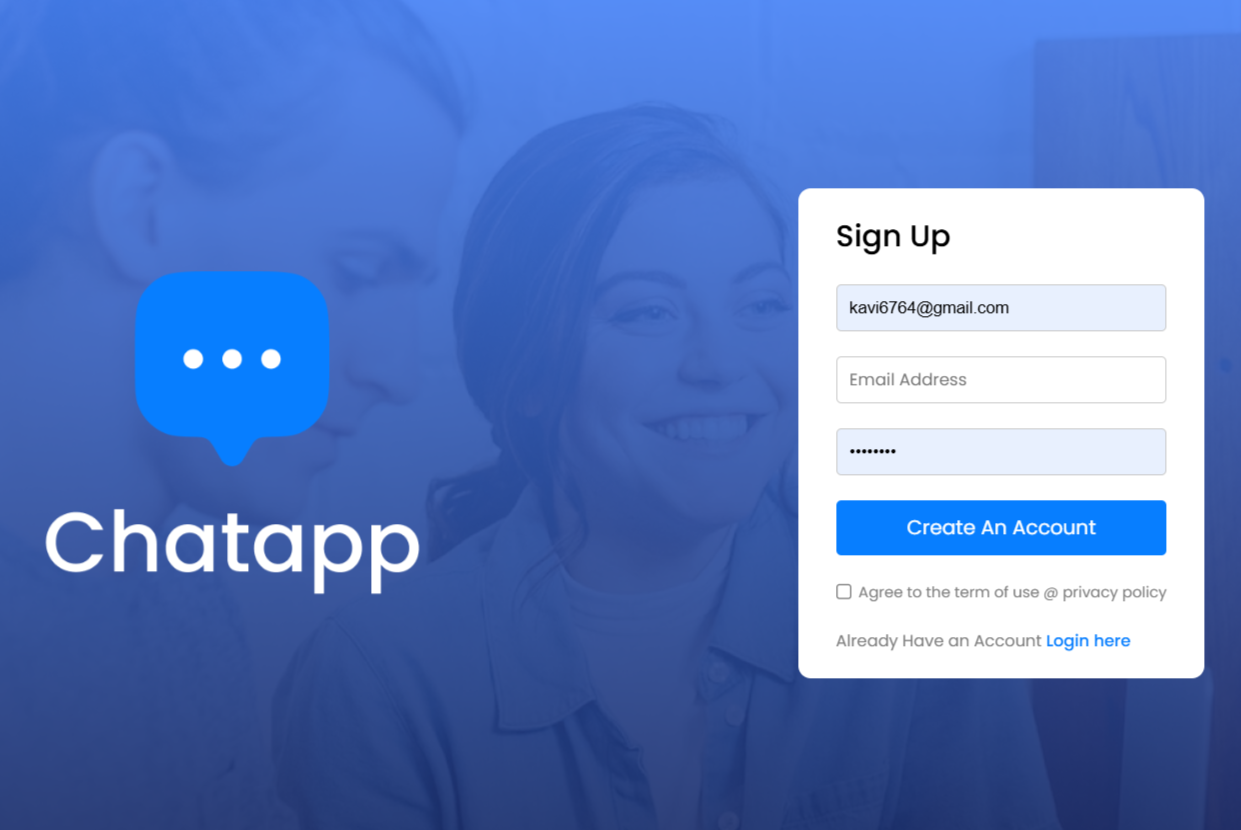 Chatapp
Sign Up
kavi6764@gmail.com
Email Address
••••••••
Create An Account
Agree to the term of use @ privacy policy
Already Have an Account Login here